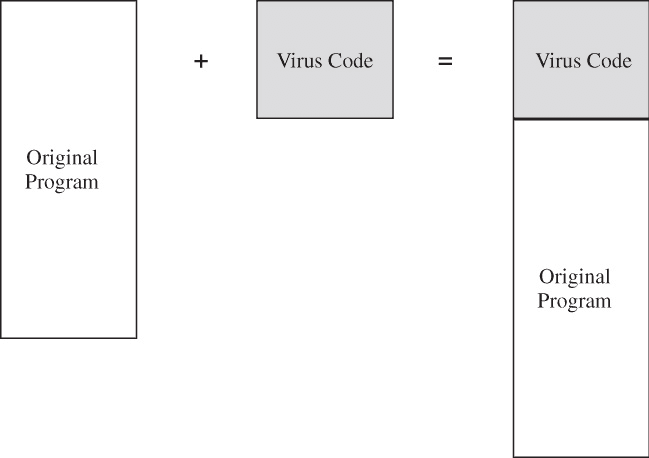 Original
Program
+
Virus Code
=
Virus Code
Original
Program